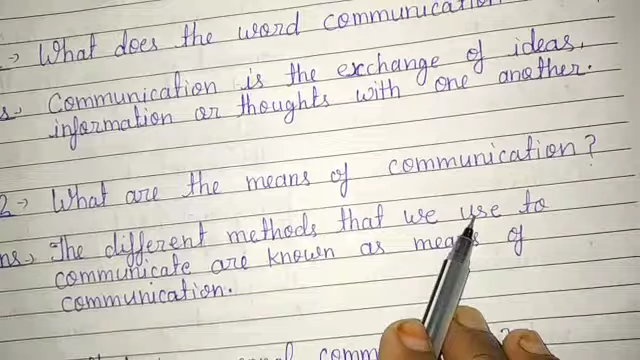 What does the word communication
Communication is the exchange of ideas,
information or thoughts with one another.
2→ What are the means of communication?
The different methods that we use to
communicate are known as means of
communication.